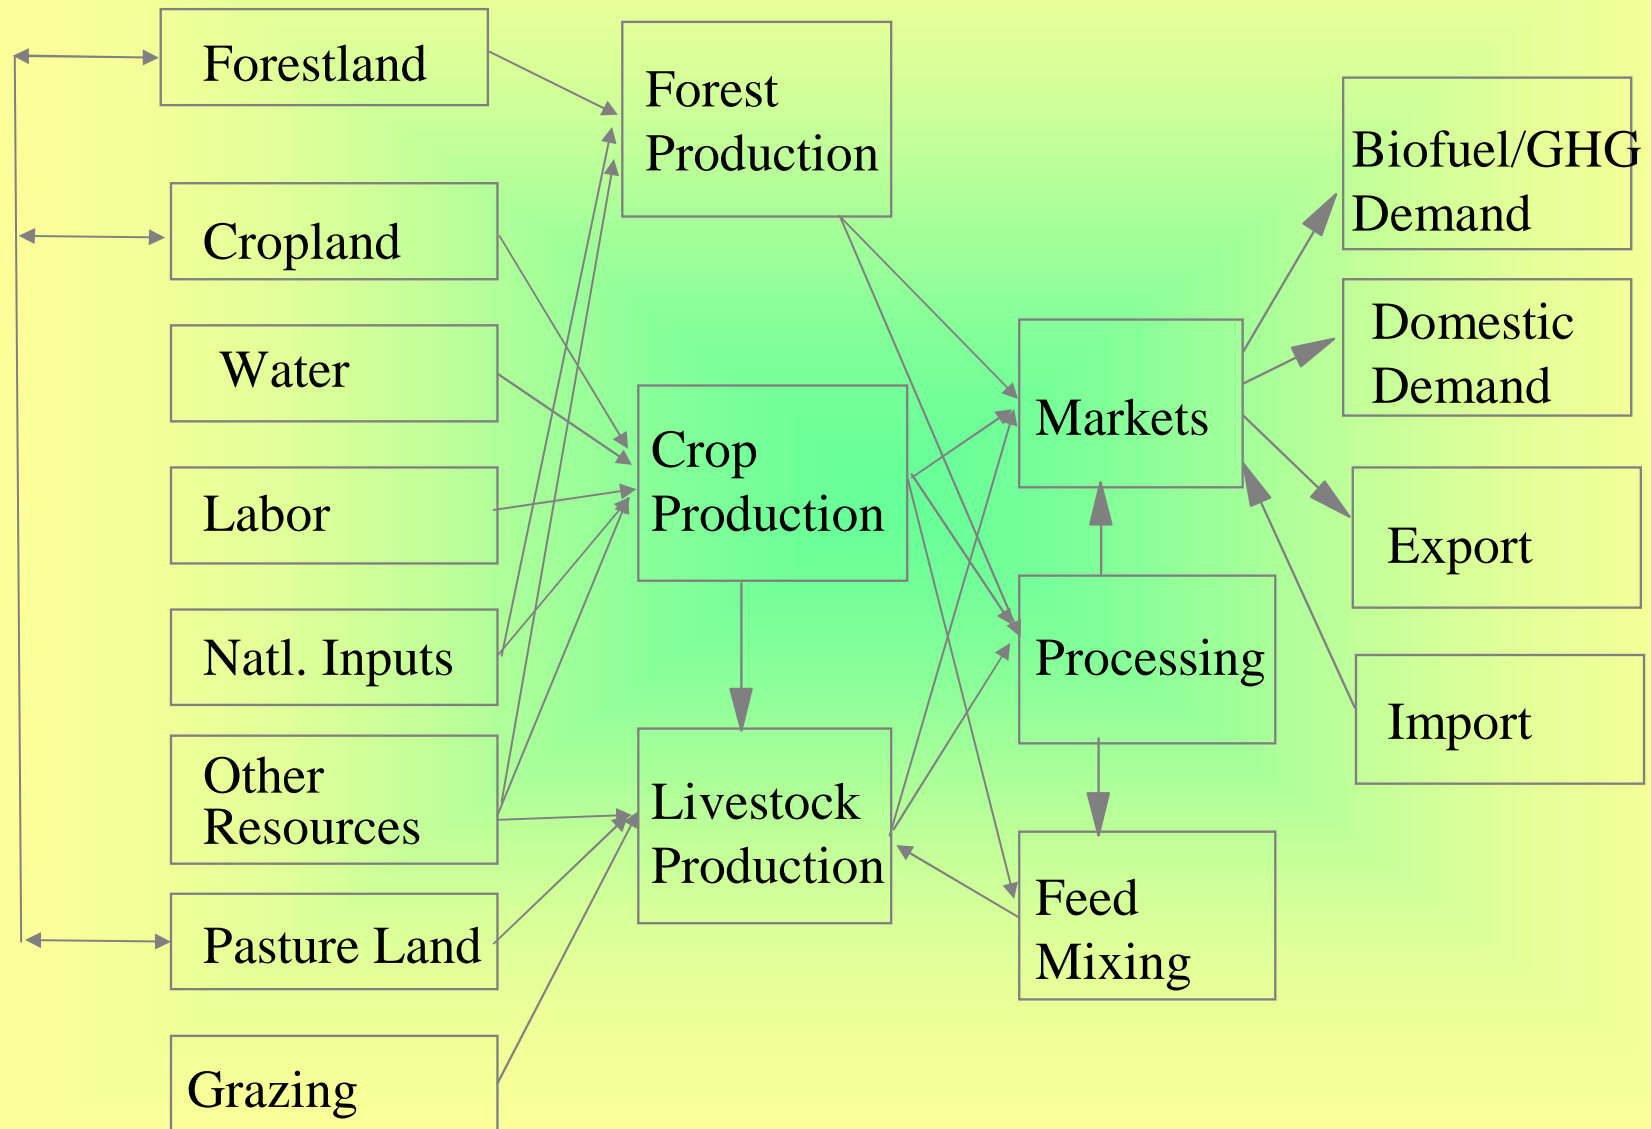 Forestland
Cropland
Water
Labor
Natl. Inputs
Other
Resources
Pasture Land
Grazing
Forest
Production
Crop
Production
Livestock
Production
Markets
Processing
Feed
Mixing
Biofuel/GHG
Demand
Domestic
Demand
Export
Import